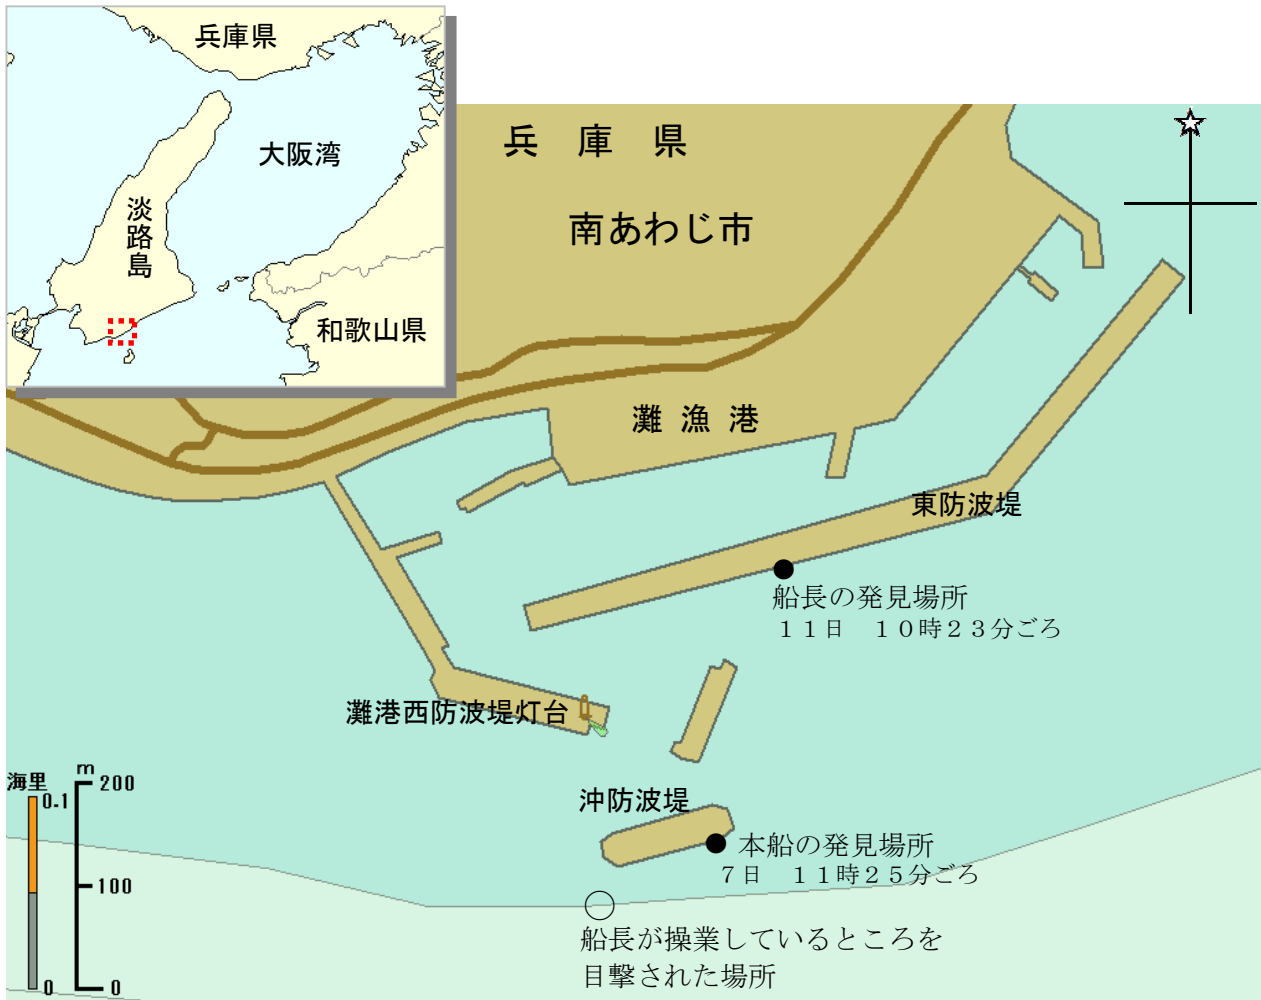 兵庫県
大阪湾
淡路島
和歌山県
兵 庫 県
南あわじ市
灘 漁 港
東防波堤
船長の発見場所
１１日　１０時２３分ごろ
灘港西防波堤灯台
沖防波堤
本船の発見場所
７日　１１時２５分ごろ
船長が操業しているところを
目撃された場所
海里
0.1
0
m
200
100
0